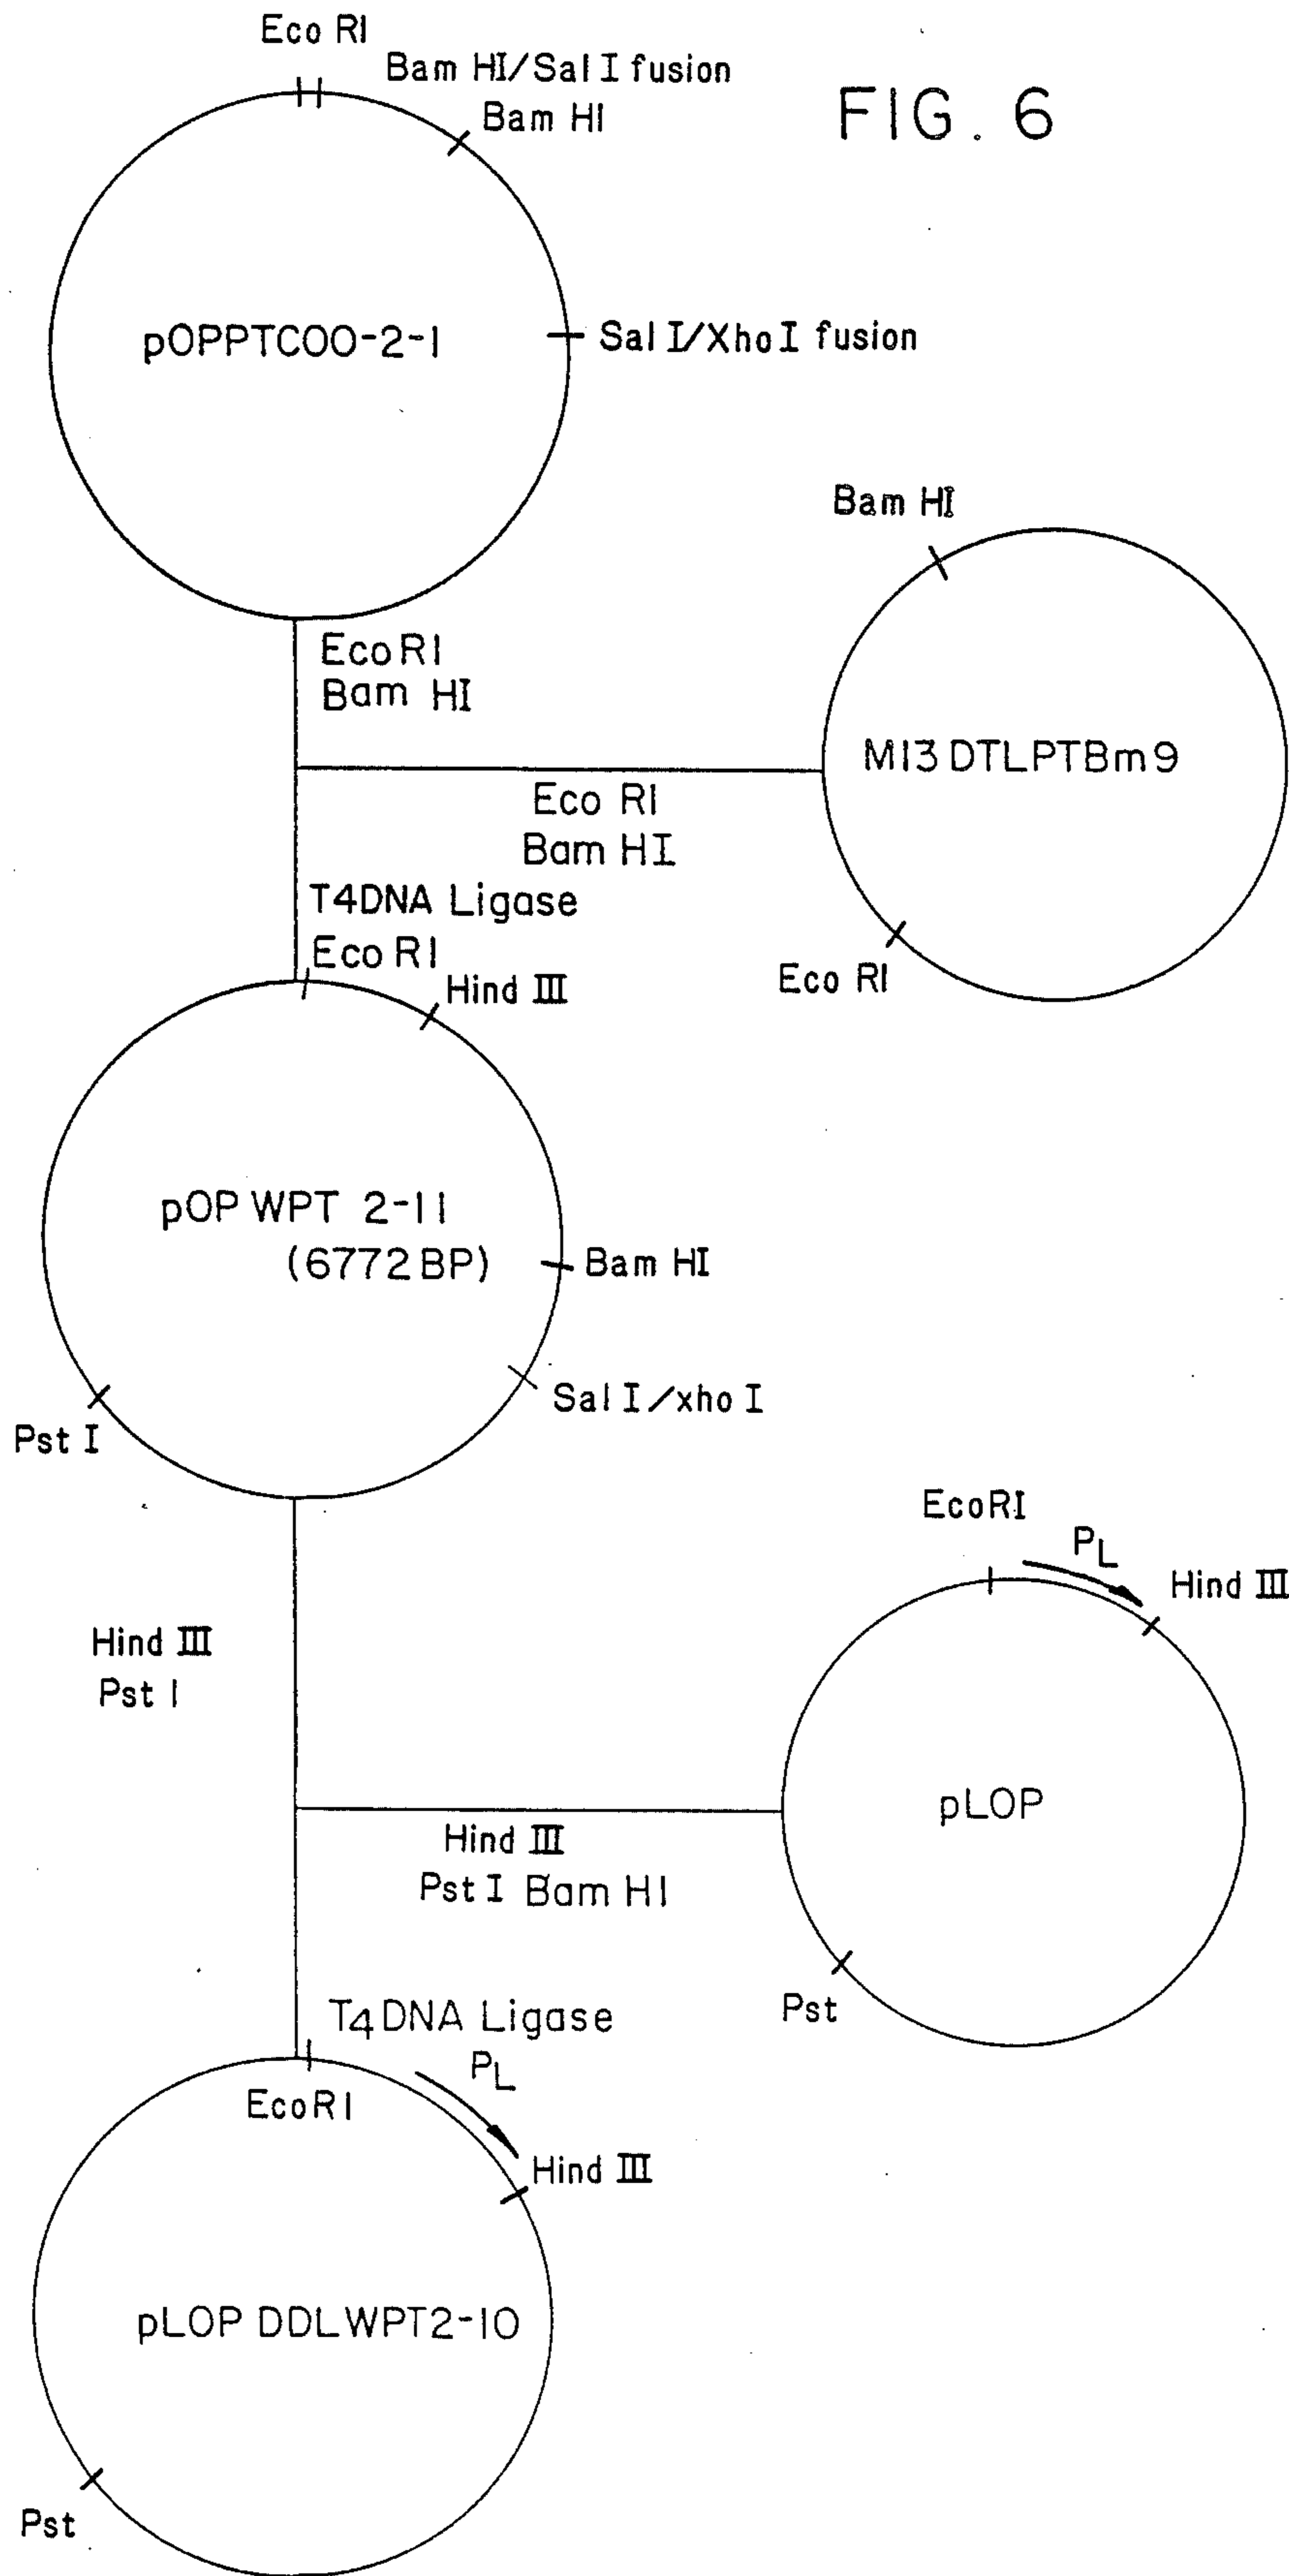 Eco RI
Bam HI/Sal I fusion
Bam HI
FIG. 6
pOPPTCOO-2-1
Sal I/Xho I fusion
Bam HI
Eco RI
Bam HI
M13 DTLPTBm9
Eco RI
Bam HI
T4DNA Ligase
Eco RI
Hind III
Eco RI
pOP WPT 2-11
(6772BP)
Bam HI
Sal I/xho I
Pst I
EcoRI
PL
Hind III
Hind III
Pst I
pLOP
Hind III
Pst I Bam HI
Pst
T4 DNA Ligase
PL
EcoRI
Hind III
pLOP DDLWPT2-10
Pst